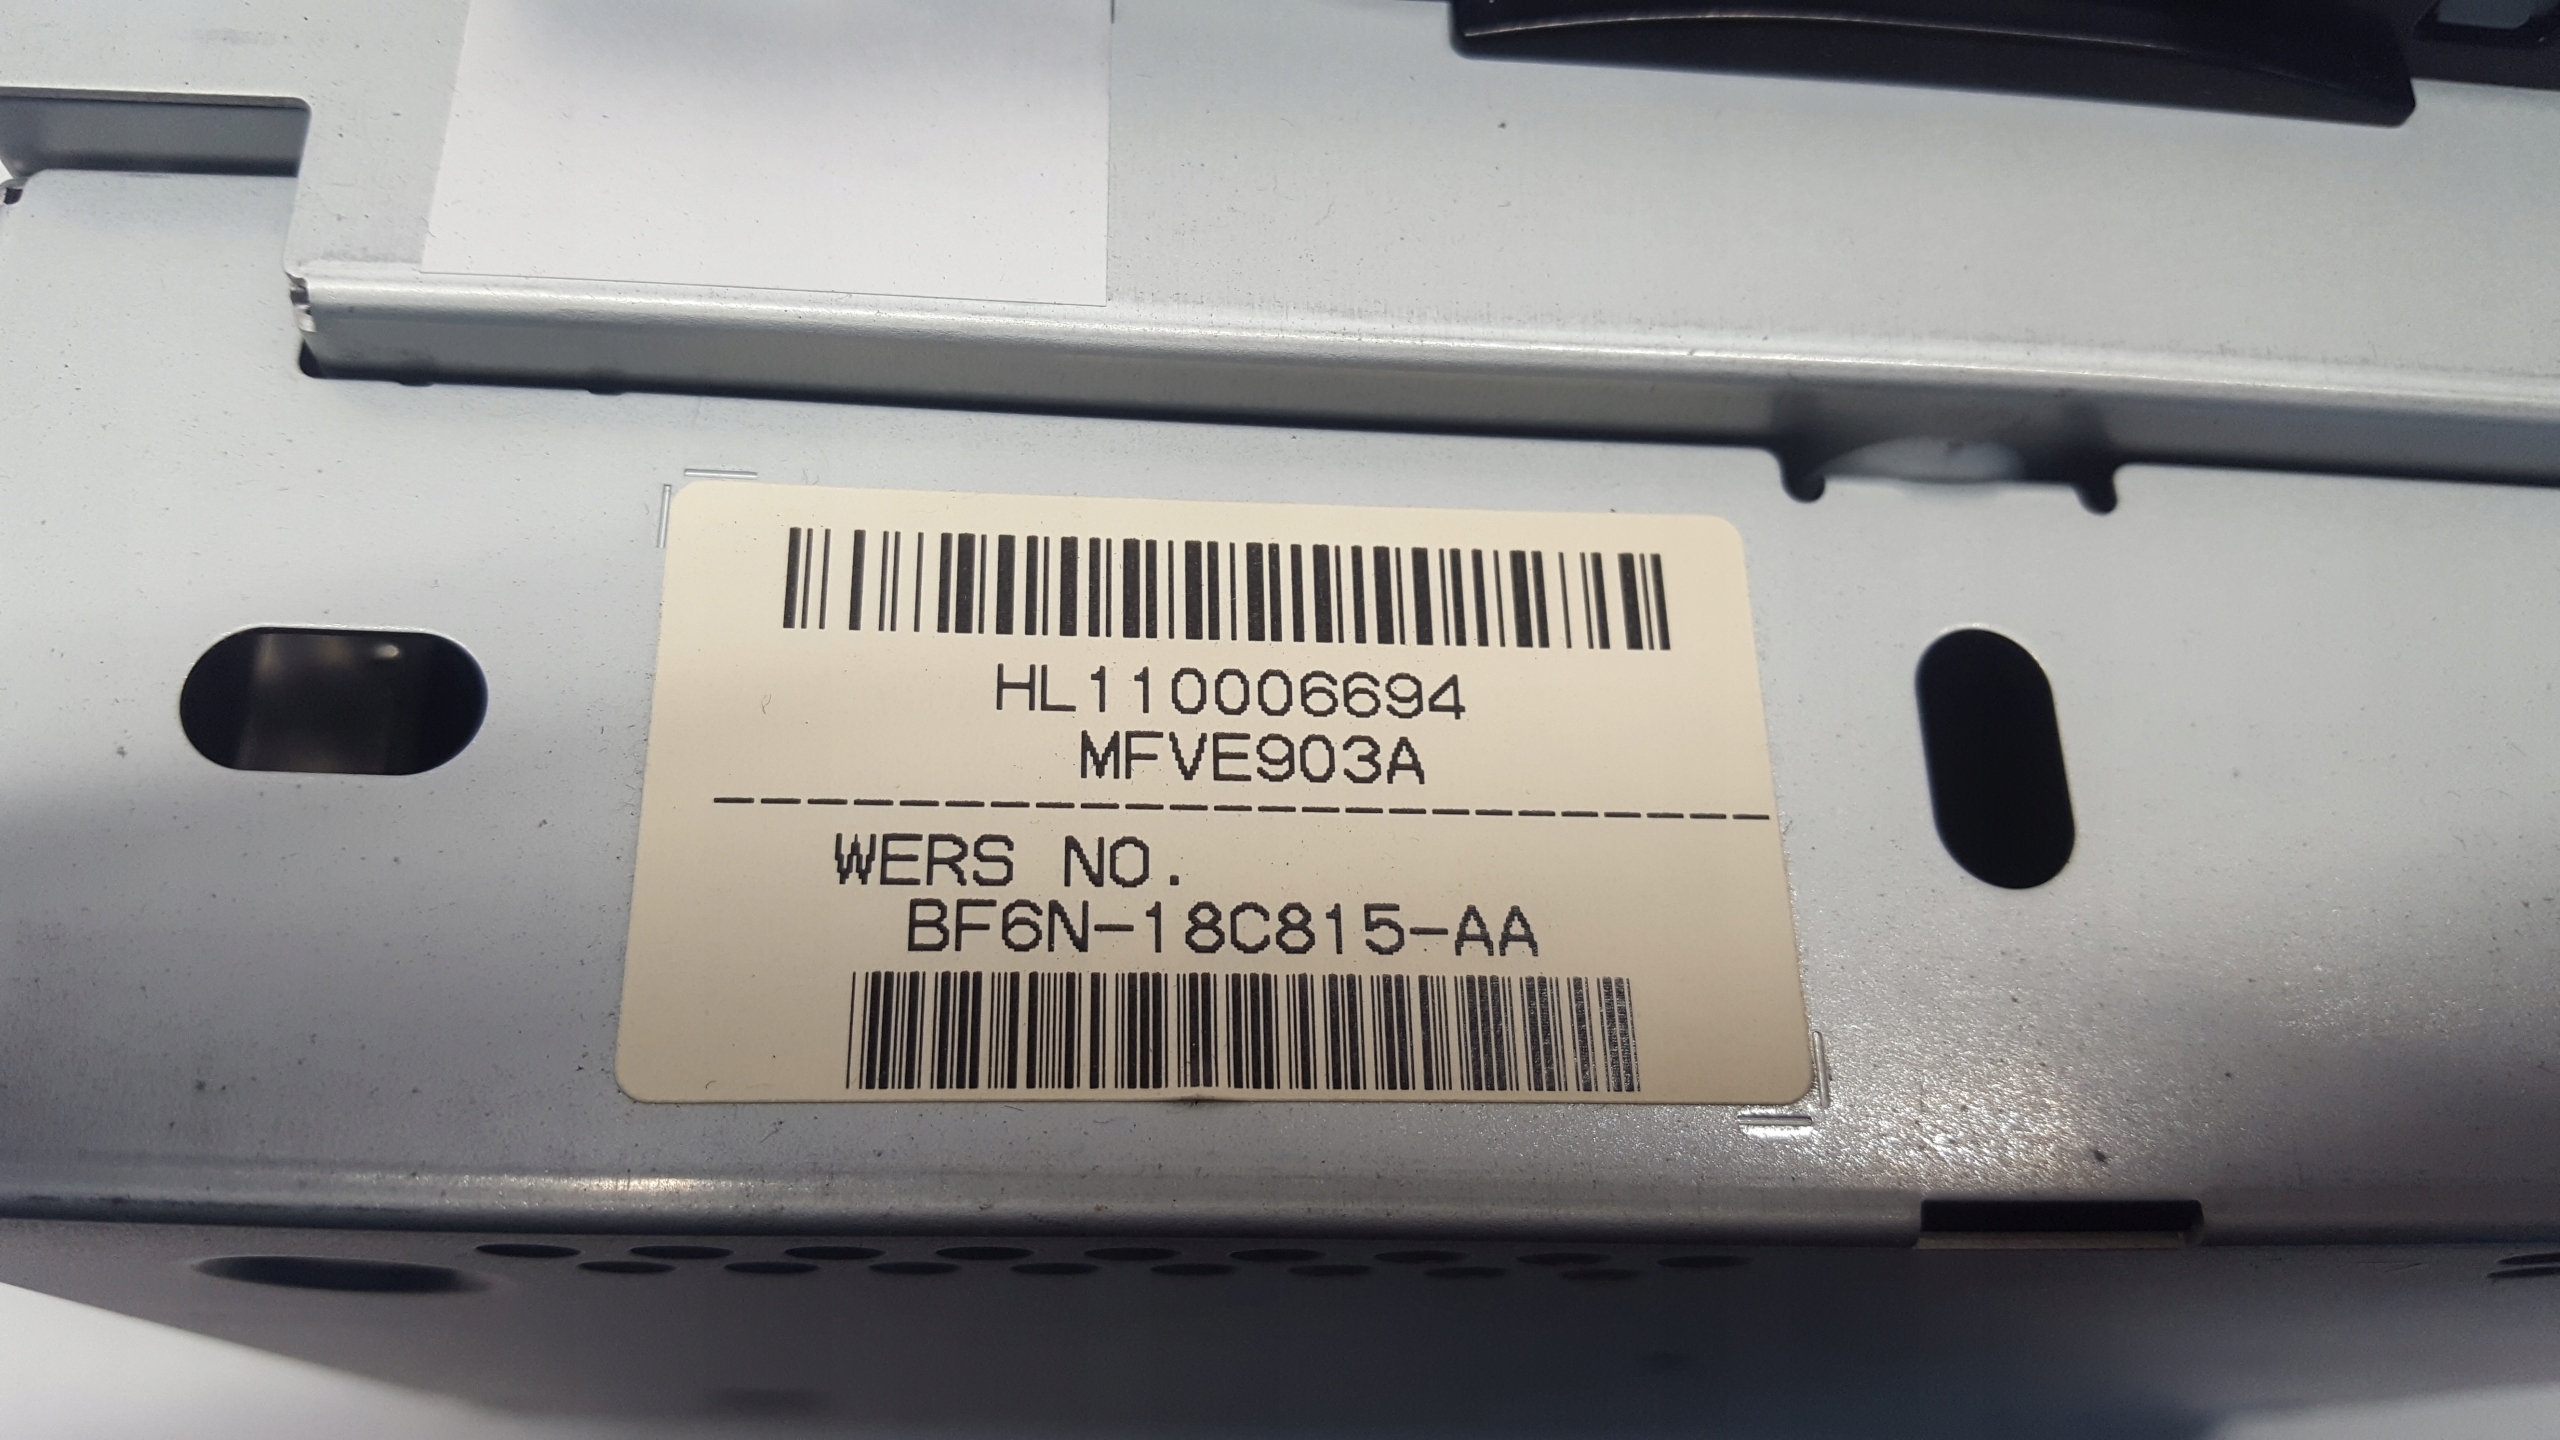 HL110006694
MFVE903A
WERS NO.
BF6N-18C815-AA